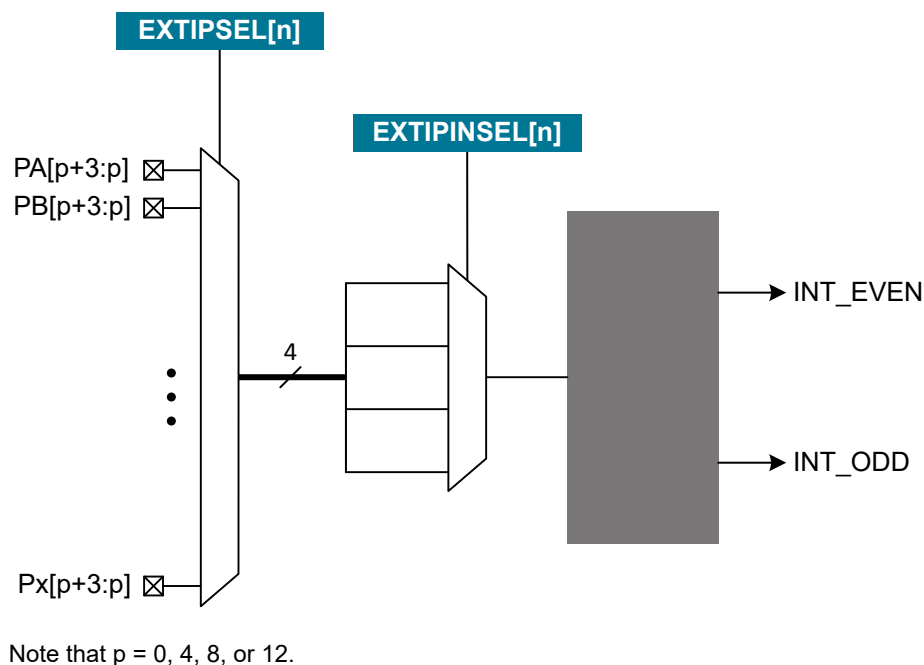 EXTIPSEL[n]
EXTIPINSEL[n]
PA[p+3:p]
PB[p+3:p]
4
INT_EVEN
INT_ODD
Px[p+3:p]
Note that p = 0, 4, 8, or 12.